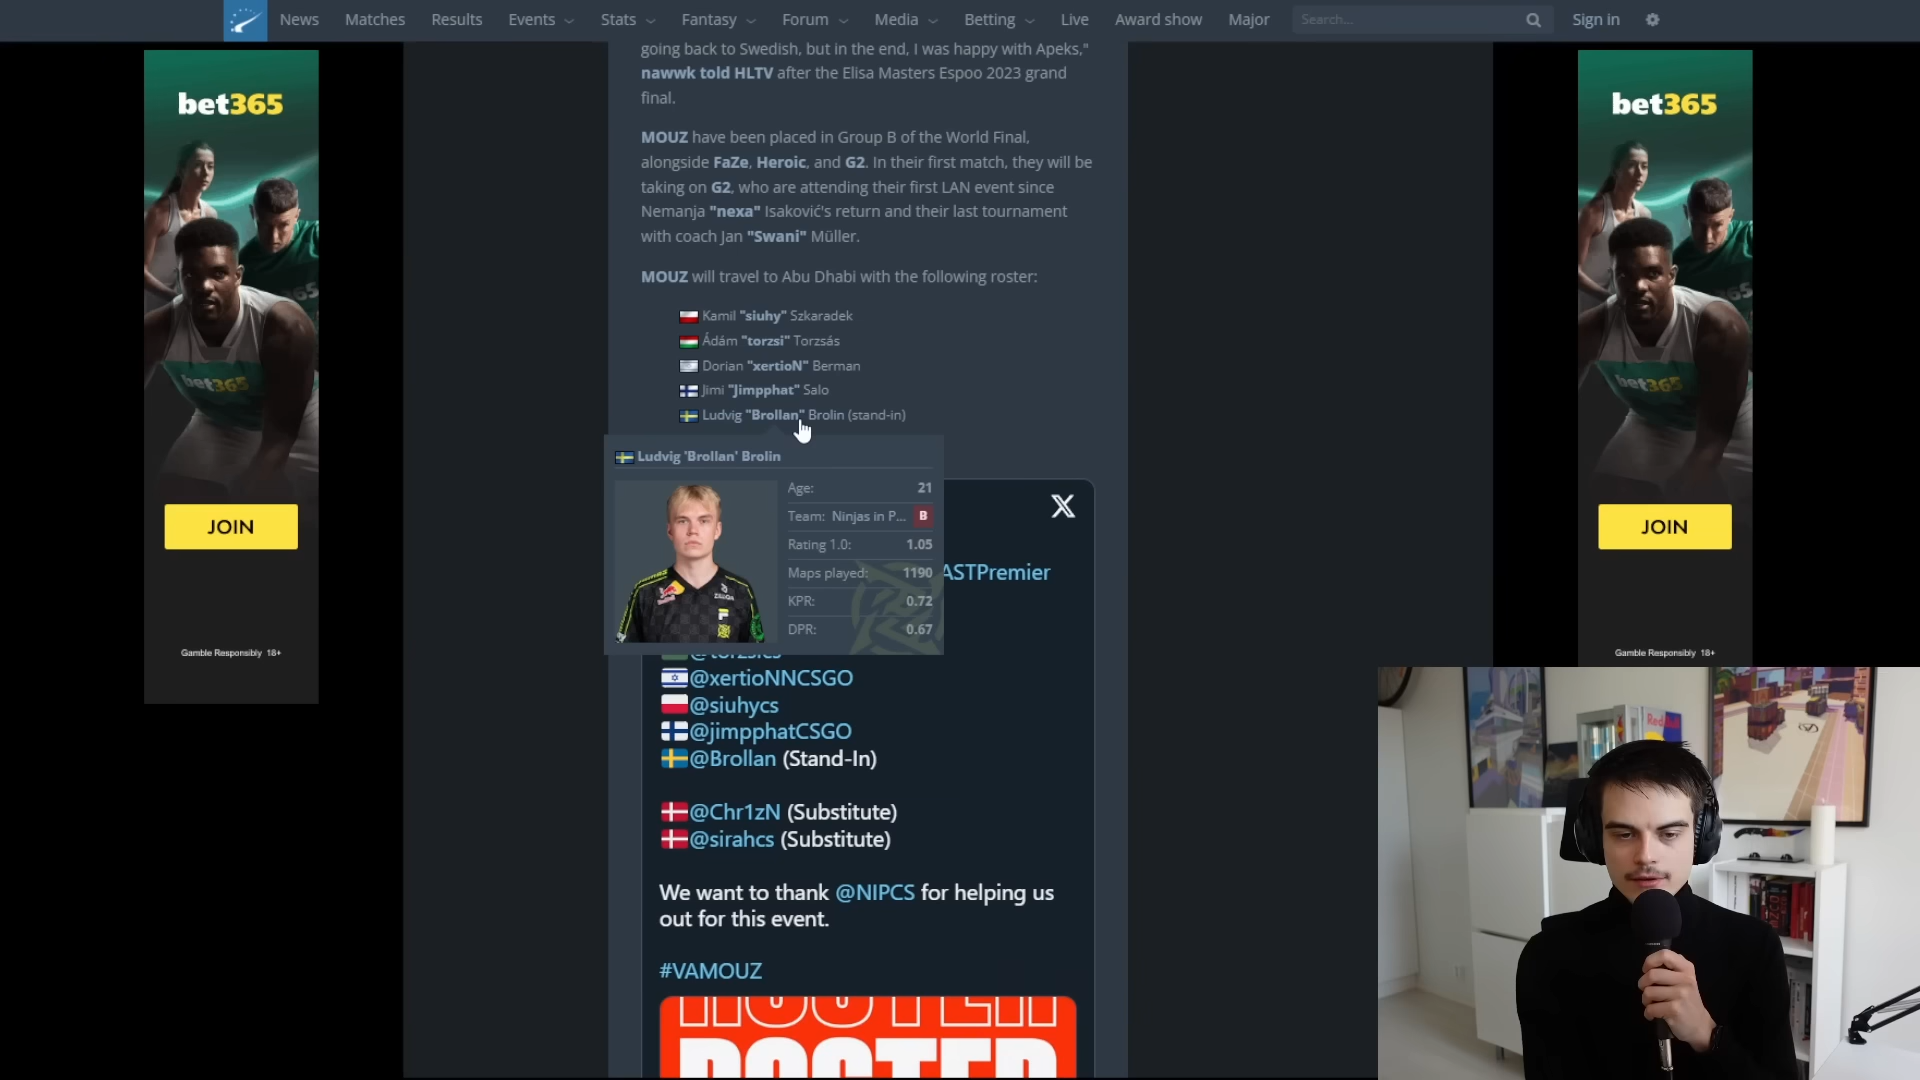 News Matches Results Events Stats Fantasy Forum Media Betting Live Award show Major Search... Sign in
going back to Swedish, but in the end, I was happy with Apeks,"
nawwk told HLTV after the Elisa Masters Espoo 2023 grand
final.
MOUZ have been placed in Group B of the World Final,
alongside FaZe, Heroic, and G2. In their first match, they will be
taking on G2, who are attending their first LAN event since
Nemanja "nexa" Isaković's return and their last tournament
with coach Jan "Swani" Müller.
MOUZ will travel to Abu Dhabi with the following roster:
Kamil "siuhy" Szkaradek
Ádám "torzsi" Torzsás
Dorian "xertioN" Berman
Jimi "Jimpphat" Salo
Ludvig "Brollan" Brolin (stand-in)
Ludvig 'Brollan' Brolin
Age: 21
Team: Ninjas in P... B
Rating 1.0: 1.05
Maps played: 1190
KPR: 0.72
DPR: 0.67
ASTPremier
@torzsics
@xertioNNCSGO
@siuhycs
@jimpphatCSGO
@Brollan (Stand-In)
@Chr1zN (Substitute)
@sirahcs (Substitute)
We want to thank @NIPCS for helping us
out for this event.
#VAMOUZ
ROSTER
ROSTER
bet365
bet365
JOIN
Gamble Responsibly 18+
bet365
bet365
JOIN
Gamble Responsibly 18+